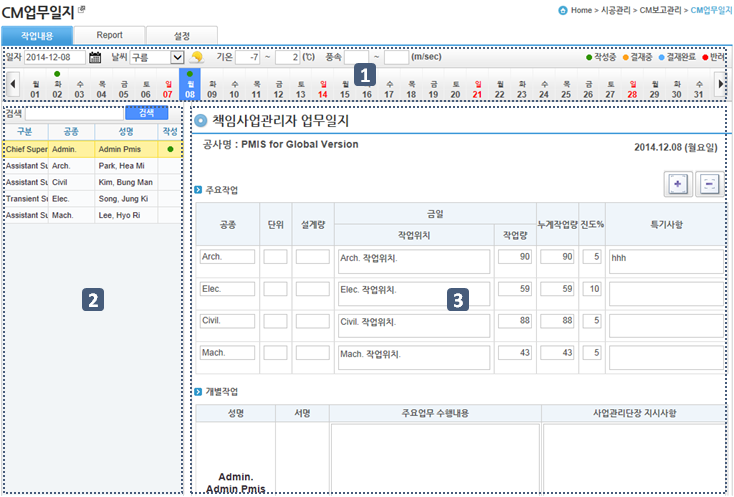 CM업무일지
Home > 시공관리 > CM보고관리 > CM업무일지
작업내용 Report 설정
일자 2014-12-08 날씨 구름 기온 -7 ~ 2 (℃) 풍속 ~ (m/sec) 작성중 결재중 결재완료 반려
월 화 수 목 금 토 일 월 화 수 목 금 토 일 월 화 수 목 금 토 일 월 화 수 목 금 토 일 월 화 수
01 02 03 04 05 06 07 08 09 10 11 12 13 14 15 16 17 18 19 20 21 22 23 24 25 26 27 28 29 30 31
1
검색 검색
구분 공종 성명 작성
Chief Super Admin. Admin Pmis
Assistant Su Arch. Park, Hea Mi
Assistant Su Civil Kim, Bung Man
Transient Su Elec. Song, Jung Ki
Assistant Su Mach. Lee, Hyo Ri
2
책임사업관리자 업무일지
공사명 : PMIS for Global Version
2014.12.08 (월요일)
주요작업
공종 단위 설계량 금일 누계작업량 진도% 특기사항
작업위치 작업량
Arch. Arch. 작업위치. 90 90 5 hhh
Elec. Elec. 작업위치. 59 59 10
3
Civil. Civil. 작업위치. 88 88 5
Mach. Mach. 작업위치. 43 43 5
개별작업
성명 서명 주요업무 수행내용 사업관리단장 지시사항
Admin.
Admin Pmis